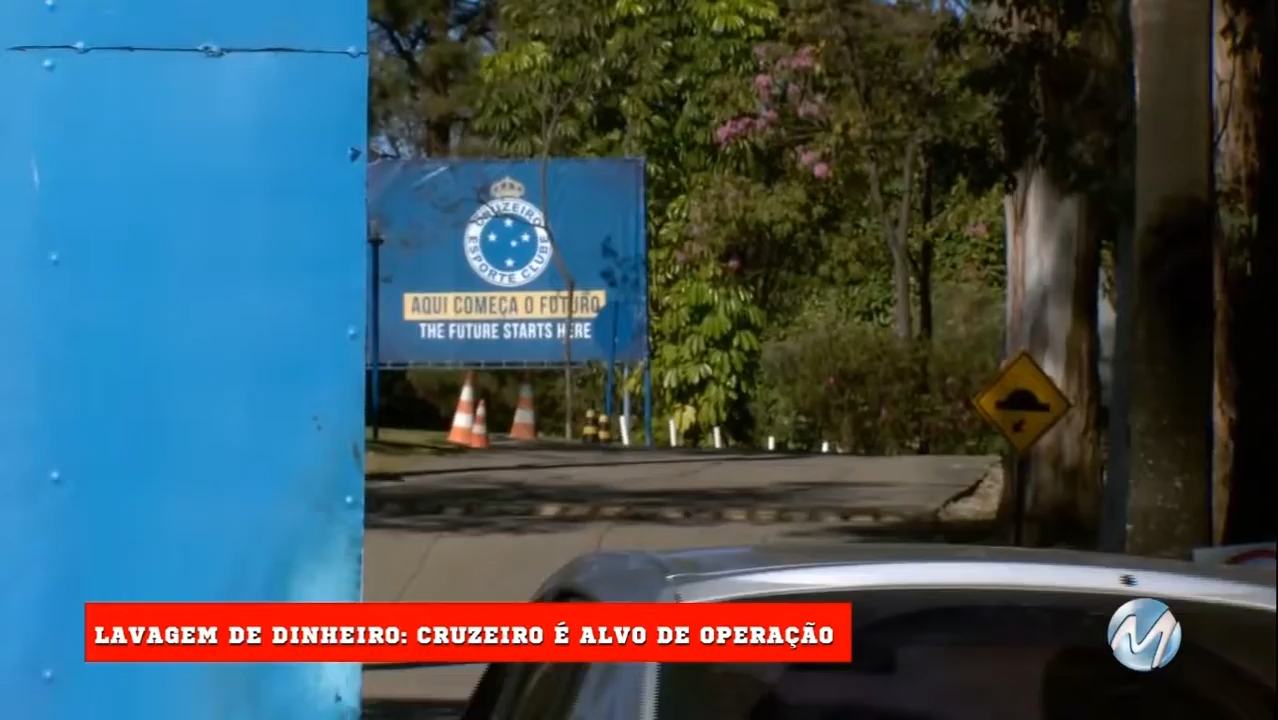 CRUZEIRO
ESPORTE CLUBE
AQUI COMEÇA O FUTURO
THE FUTURE STARTS HERE
LAVAGEM DE DINHEIRO: CRUZEIRO É ALVO DE OPERAÇÃO